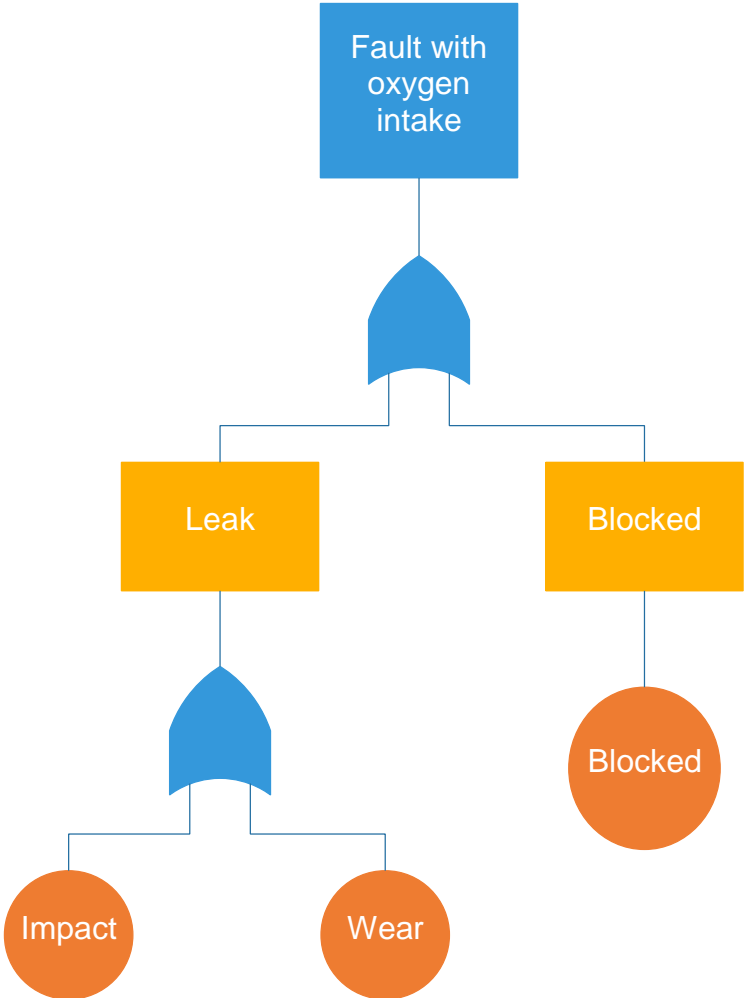 Fault with
oxygen
intake
Leak
Blocked
Blocked
Impact
Wear